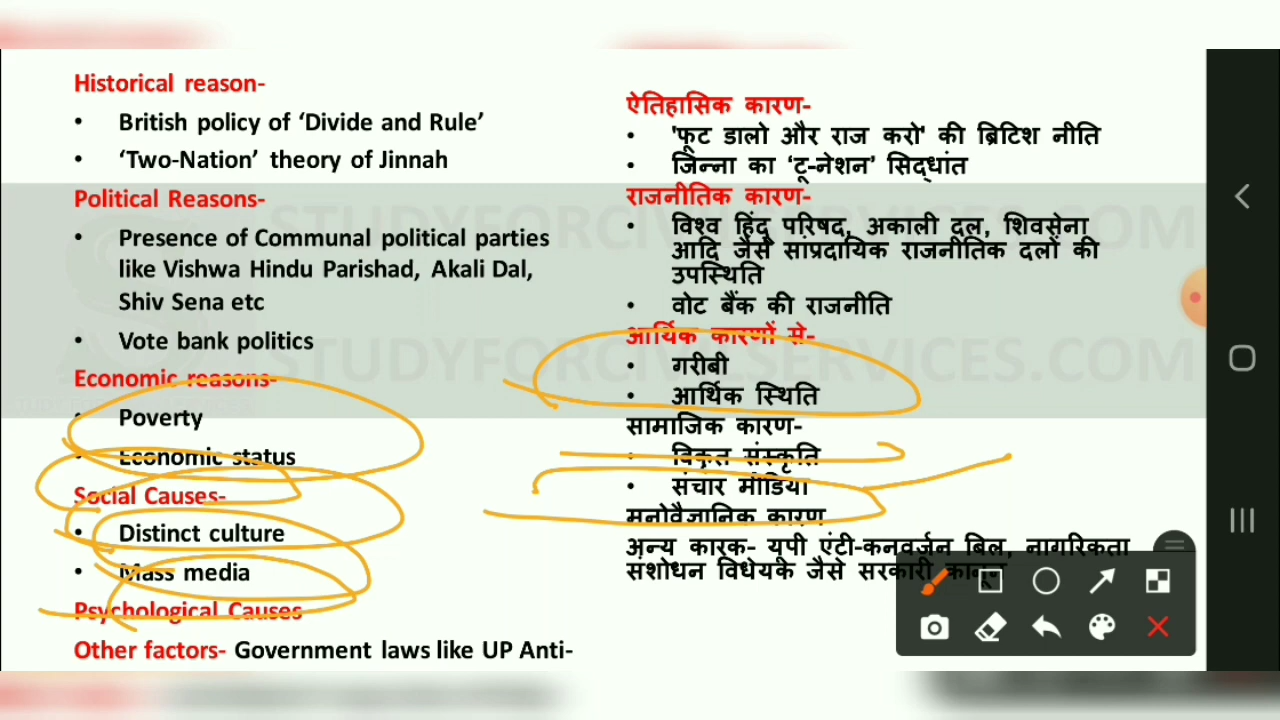 Historical reason-
• British policy of ‘Divide and Rule’
• ‘Two-Nation’ theory of Jinnah
Political Reasons-
• Presence of Communal political parties
like Vishwa Hindu Parishad, Akali Dal,
Shiv Sena etc
• Vote bank politics
Economic reasons-
• Poverty
• Economic status
Social Causes-
• Distinct culture
• Mass media
Psychological Causes
Other factors- Government laws like UP Anti-
ऐतिहासिक कारण-
• 'फूट डालो और राज करो' की ब्रिटिश नीति
• जिन्ना का ‘टू-नेशन’ सिद्धांत
राजनीतिक कारण-
• विश्व हिंदू परिषद, अकाली दल, शिवसेना
आदि जैसे सांप्रदायिक राजनीतिक दलों की
उपस्थिति
• वोट बैंक की राजनीति
आर्थिक कारणों से-
• गरीबी
• आर्थिक स्थिति
सामाजिक कारण-
• विकृत संस्कृति
• संचार मीडिया
मनोवैज्ञानिक कारण
अन्य कारक- यूपी एंटी-कनवर्जन बिल, नागरिकता
संशोधन विधेयक जैसे सरकारी कानून
STUDYFORCIVILSERVICES.COM
STUDYFORCIVILSERVICES.COM